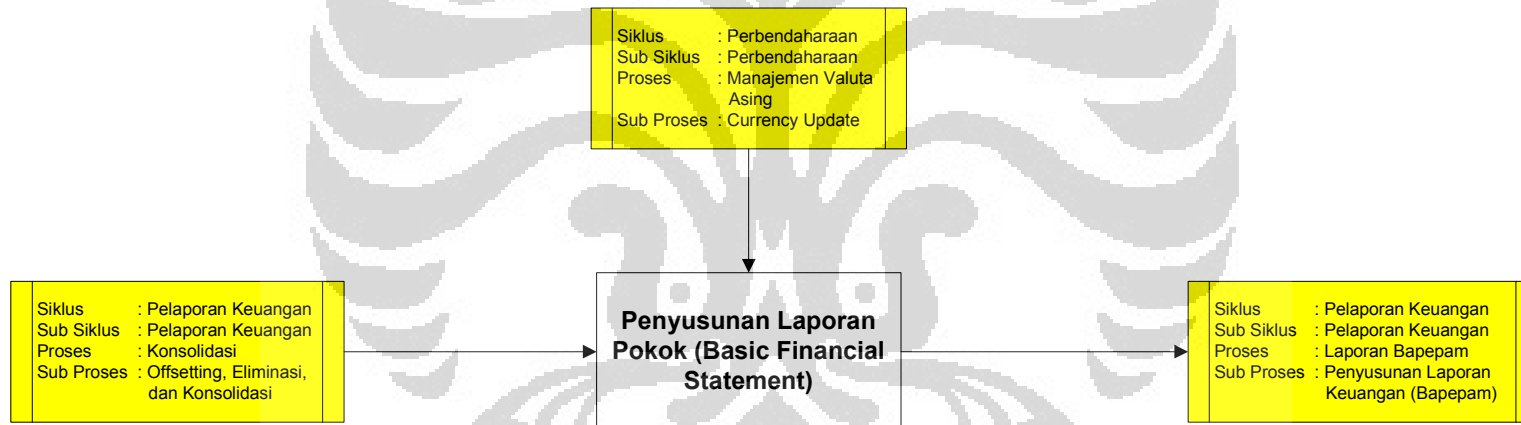 Siklus : Perbendaharaan
Sub Siklus : Perbendaharaan
Proses : Manajemen Valuta
Asing
Sub Proses : Currency Update
Siklus : Pelaporan Keuangan
Sub Siklus : Pelaporan Keuangan
Proses : Konsolidasi
Sub Proses : Offsetting, Eliminasi,
dan Konsolidasi
Penyusunan Laporan
Pokok (Basic Financial
Statement)
Siklus : Pelaporan Keuangan
Sub Siklus : Pelaporan Keuangan
Proses : Laporan Bapepam
Sub Proses : Penyusunan Laporan
Keuangan (Bapepam)